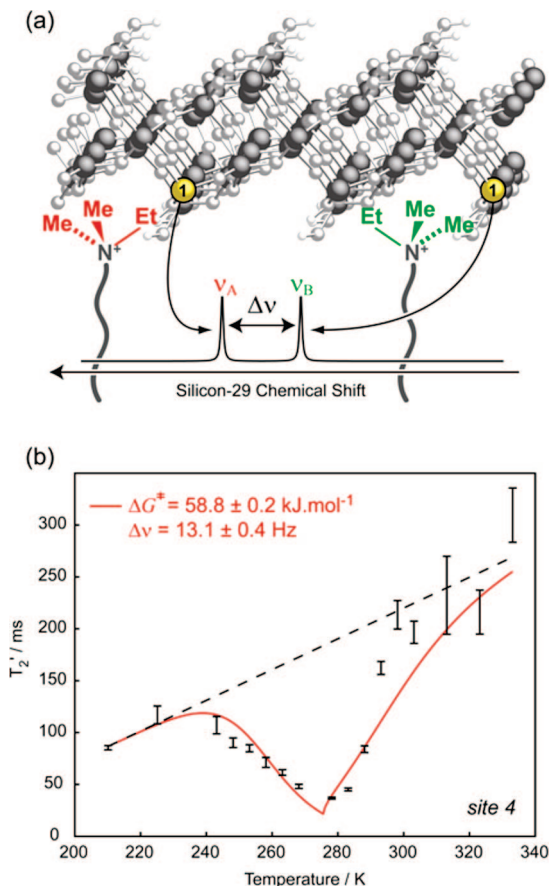 (a)
1
1
Me
Me
Et
N+
Et
Me
Me
N+
νA
Δν
νB
Silicon-29 Chemical Shift
(b)
ΔG‡ = 58.8 ± 0.2 kJ.mol-1
Δν = 13.1 ± 0.4 Hz
T2' / ms
300
250
200
150
100
50
0
site 4
200
220
240
260
280
300
320
340
Temperature / K